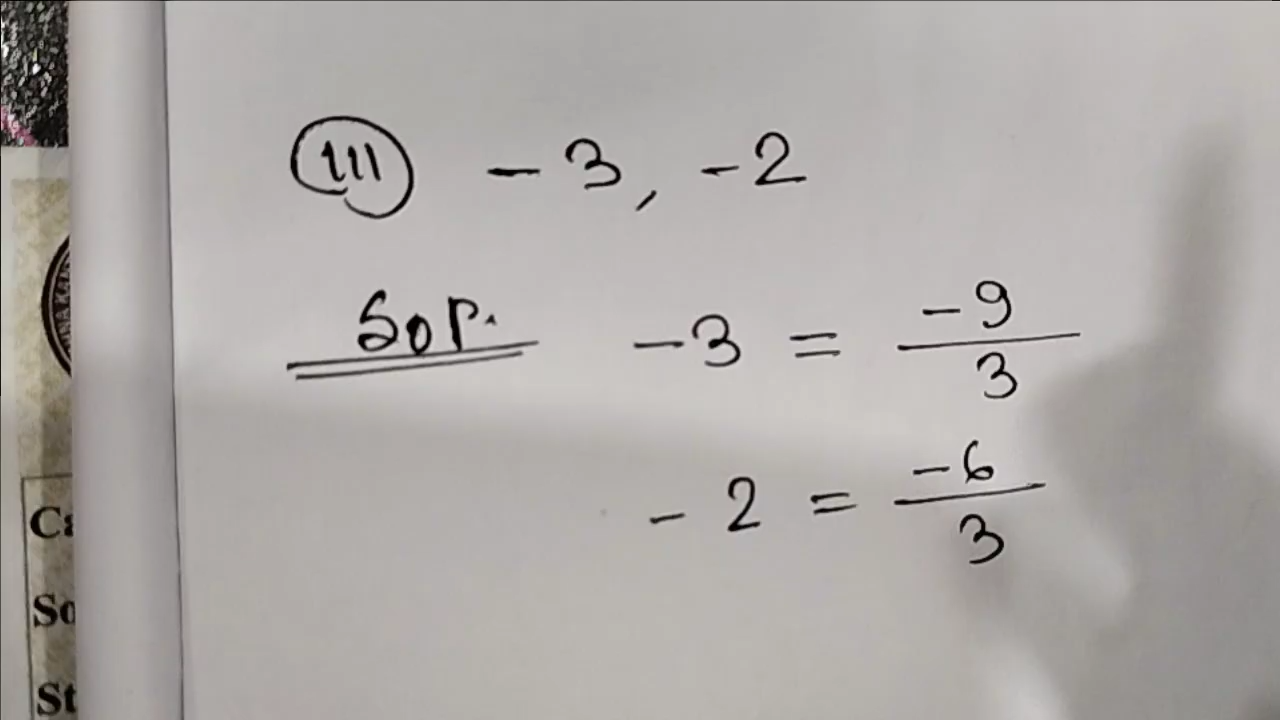 (iii) -3, -2
Sol. -3 = -9/3
-2 = -6/3
Ca
So
St